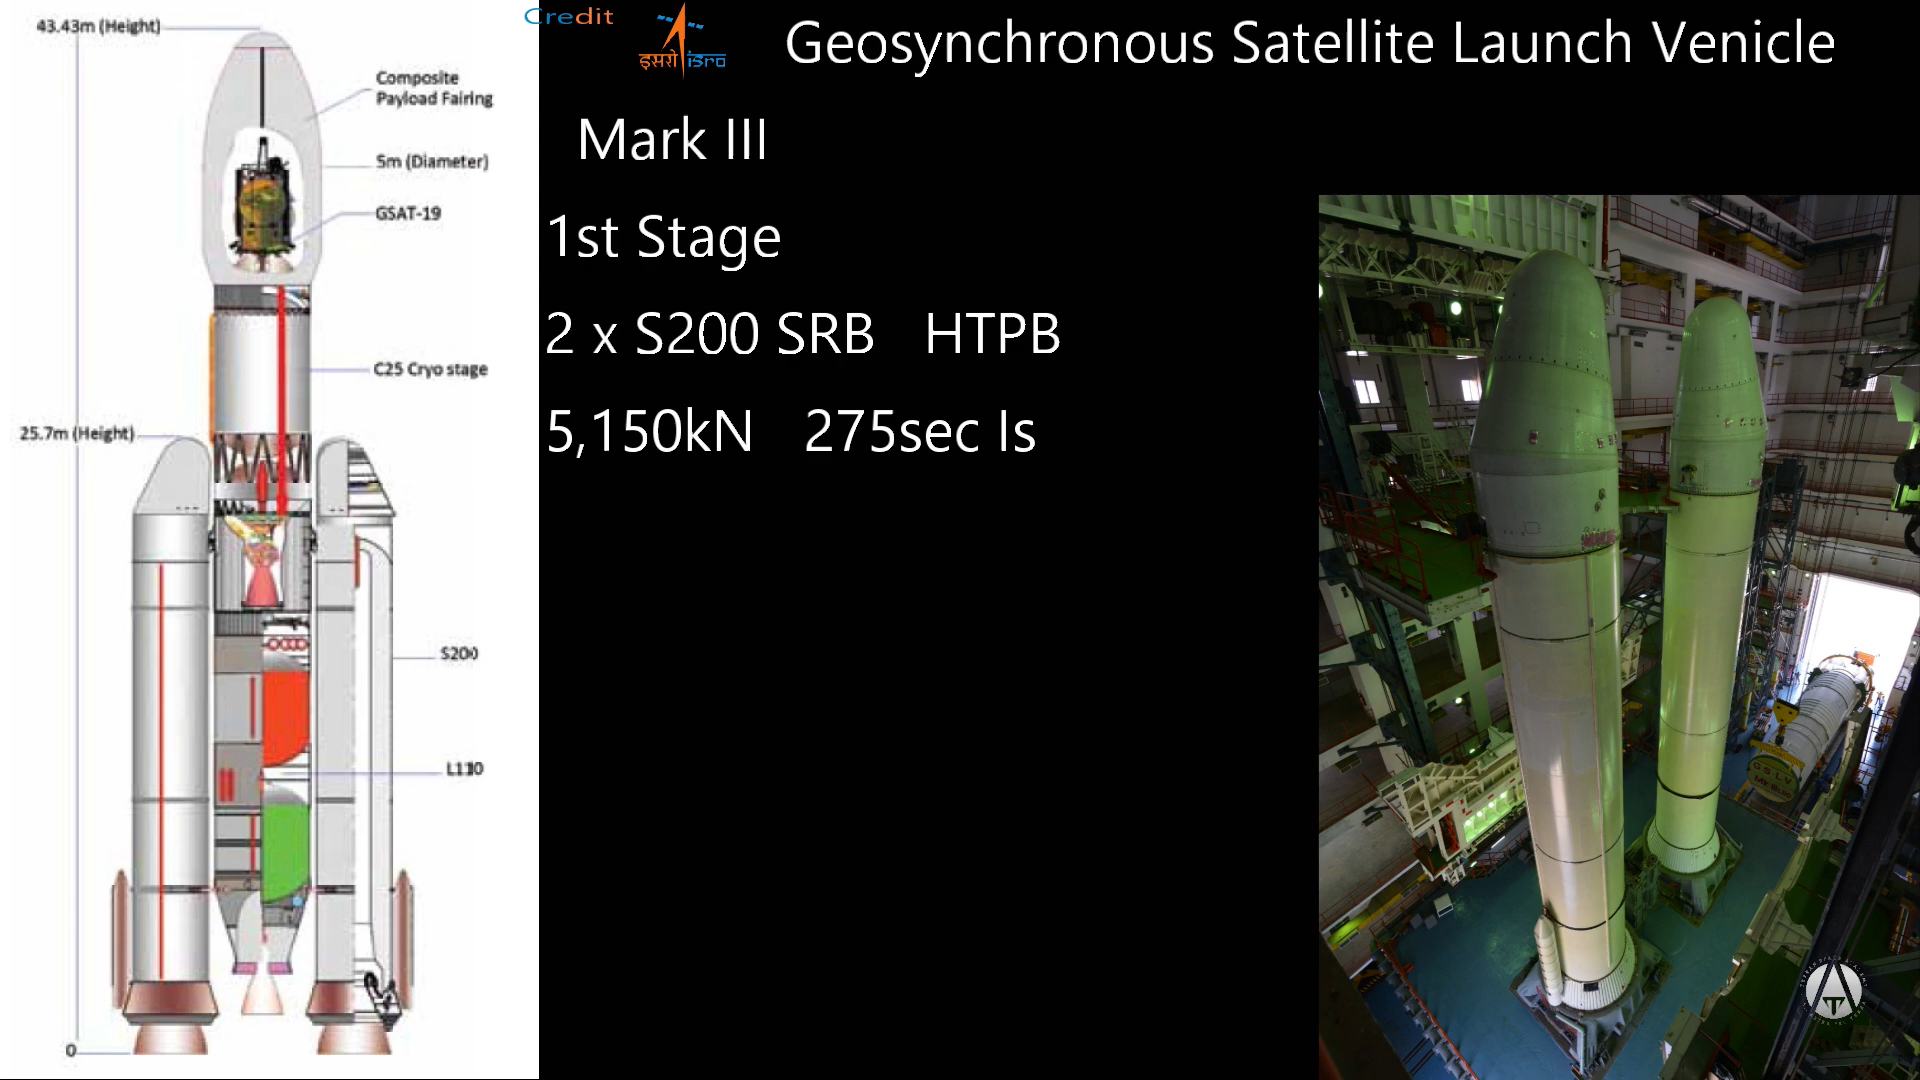 43.43m (Height)
Composite
Payload Fairing
5m (Diameter)
GSAT-19
C25 Cryo stage
25.7m (Height)
S200
L110
0
Credit
इसरो isro
Geosynchronous Satellite Launch Venicle
Mark III
1st Stage
2 x S200 SRB HTPB
5,150kN 275sec Is
GSLV